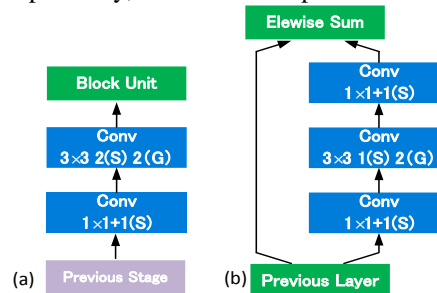 Elewise Sum
Block Unit
Conv
1×1+1(S)
Conv
3×3 2(S) 2(G)
Conv
3×3 1(S) 2(G)
Conv
1×1+1(S)
Conv
1×1+1(S)
(a)
Previous Stage
(b)
Previous Layer